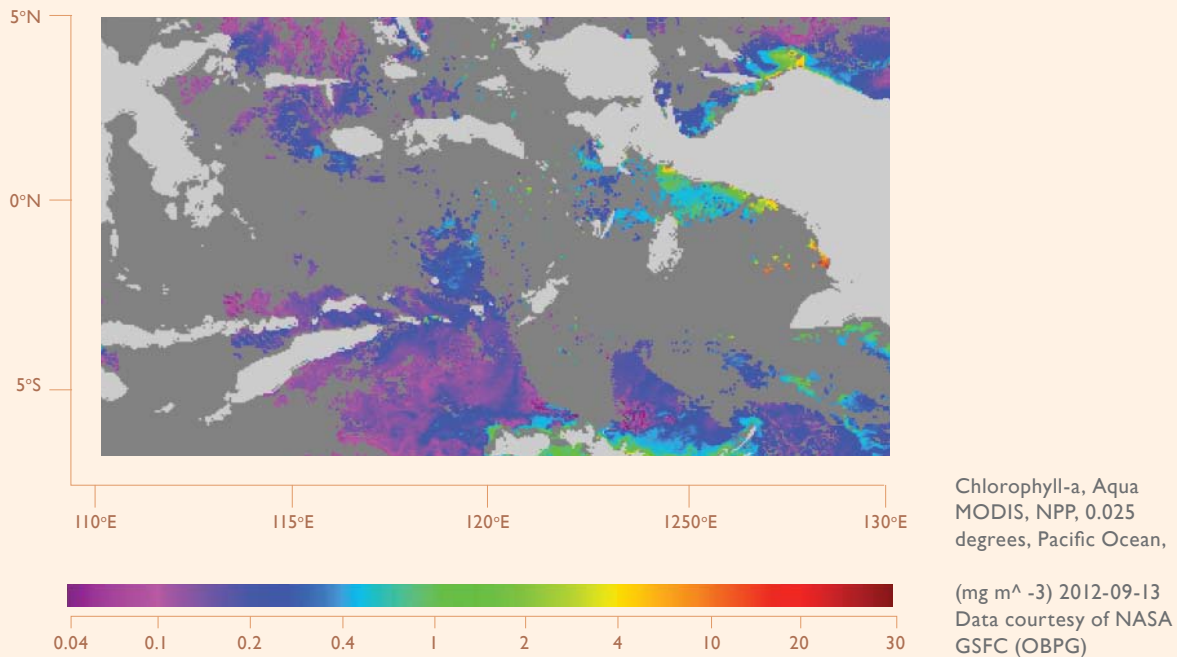 5°N
0°N
5°S
110°E 115°E 120°E 1250°E 130°E
0.04 0.1 0.2 0.4 1 2 4 10 20 30
Chlorophyll-a, Aqua
MODIS, NPP, 0.025
degrees, Pacific Ocean,
(mg m^ -3) 2012-09-13
Data courtesy of NASA
GSFC (OBPG)